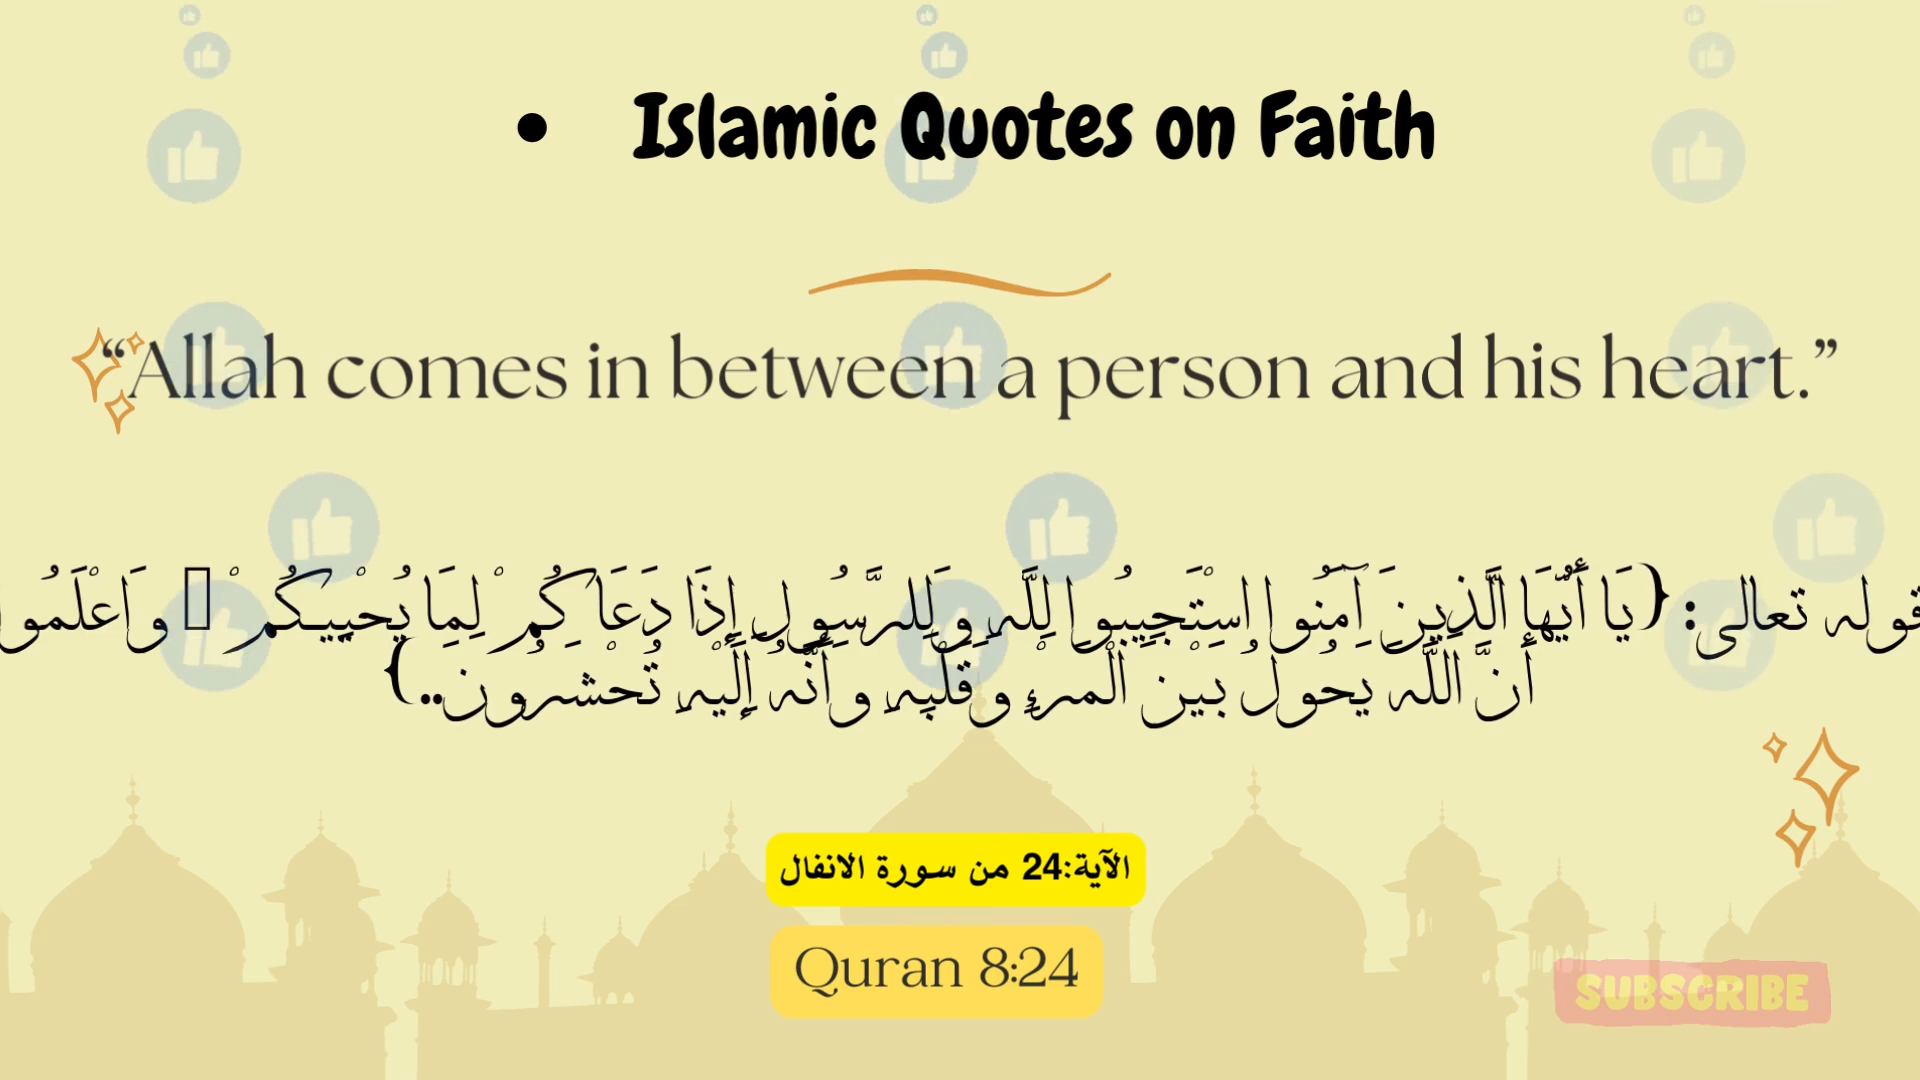 • Islamic Quotes on Faith
“Allah comes in between a person and his heart.”
قوله تعالى: {يَا أَيُّهَا الَّذِينَ آمَنُوا اسْتَجِيبُوا لِلَّهِ وَلِلرَّسُولِ إِذَا دَعَاكُمْ لِمَا يُحْيِيكُمْ وَاعْلَمُوا
أَنَّ اللَّهَ يَحُولُ بَيْنَ الْمَرْءِ وَقَلْبِهِ وَأَنَّهُ إِلَيْهِ تُحْشَرُونَ..}
الآية:24 من سورة الانفال
Quran 8:24
SUBSCRIBE